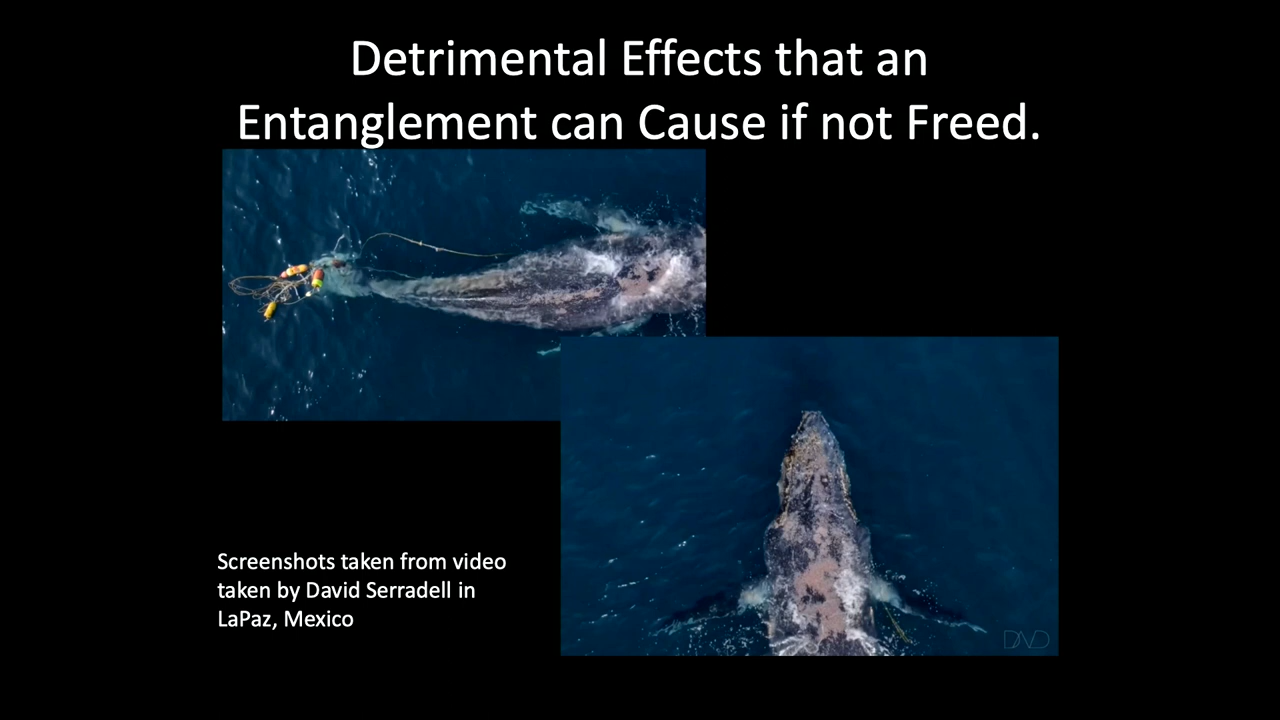 Detrimental Effects that an
Entanglement can Cause if not Freed.
Screenshots taken from video
taken by David Serradell in
LaPaz, Mexico